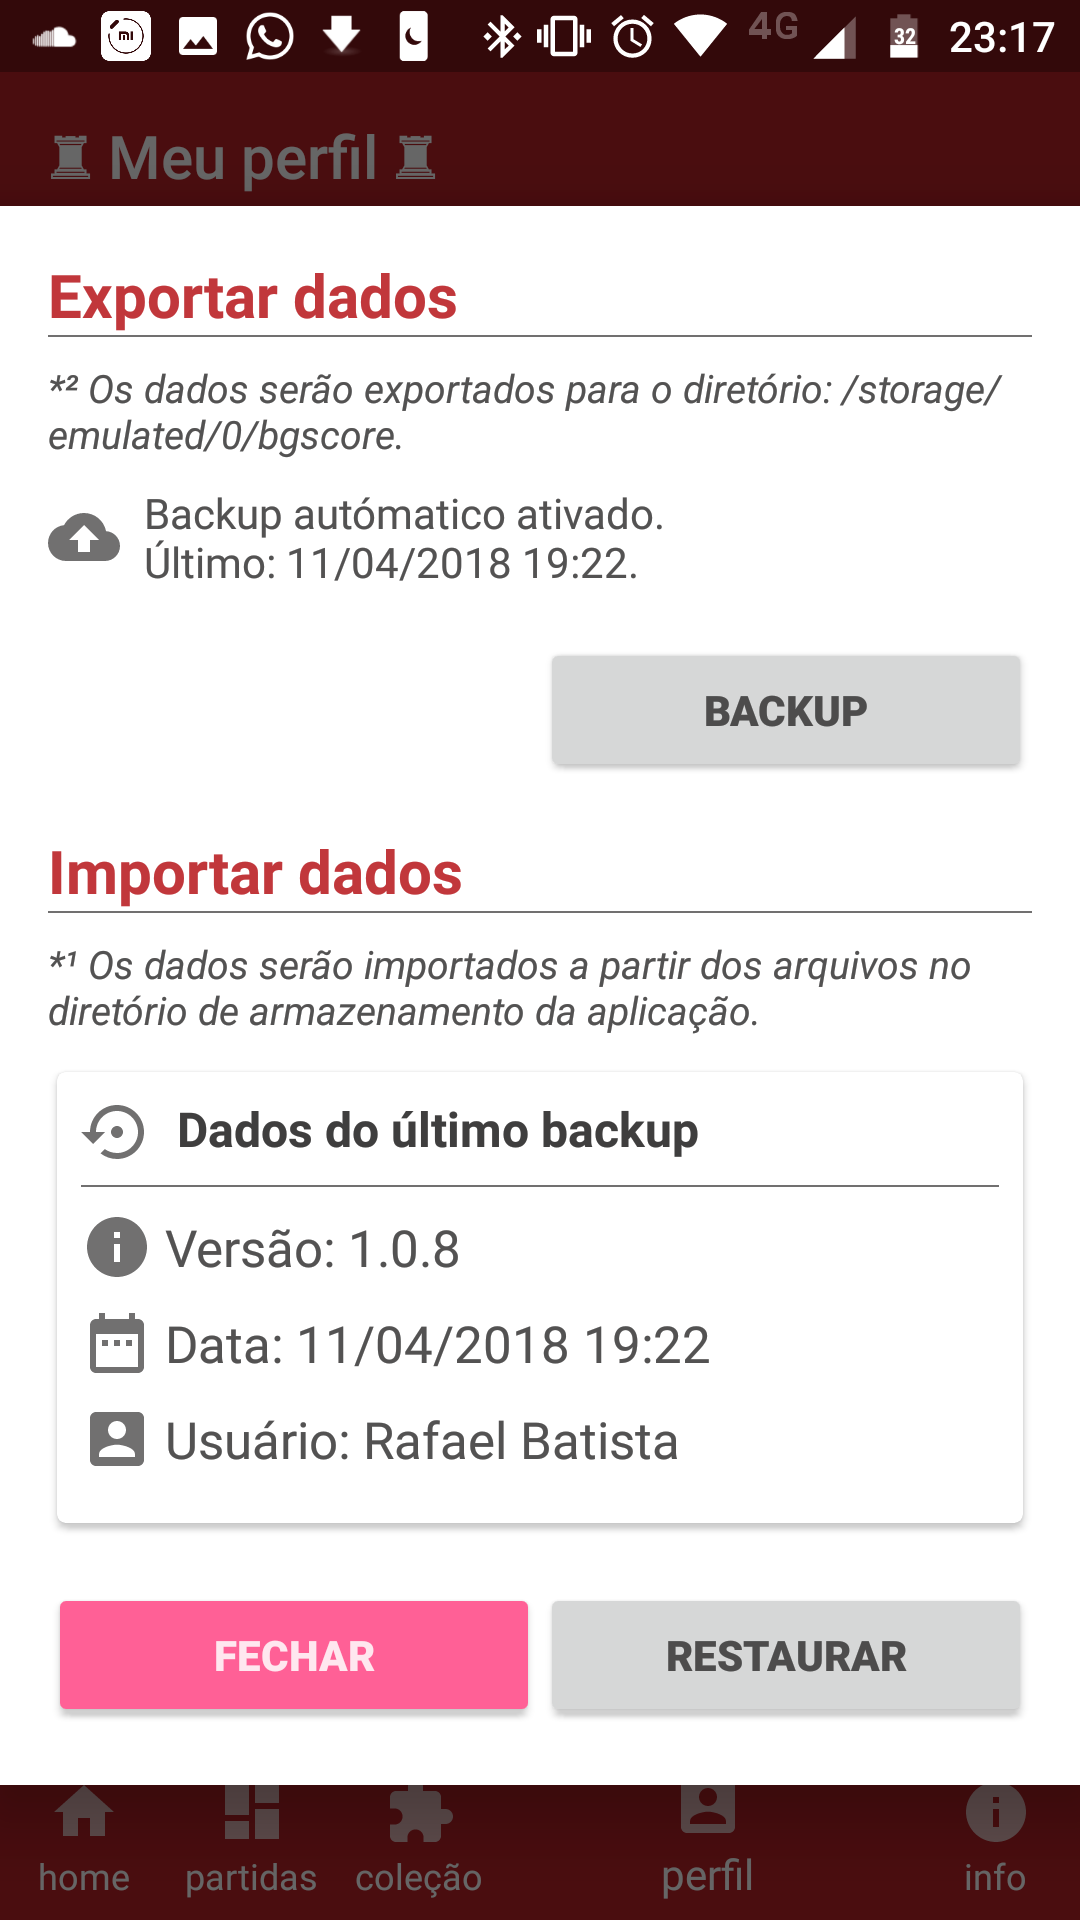 4G 32 23:17
Meu perfil
Exportar dados
*² Os dados serão exportados para o diretório: /storage/
emulated/0/bgscore.
Backup autómatico ativado.
Último: 11/04/2018 19:22.
BACKUP
Importar dados
*¹ Os dados serão importados a partir dos arquivos no
diretório de armazenamento da aplicação.
Dados do último backup
Versão: 1.0.8
Data: 11/04/2018 19:22
Usuário: Rafael Batista
FECHAR RESTAURAR
home partidas coleção perfil info